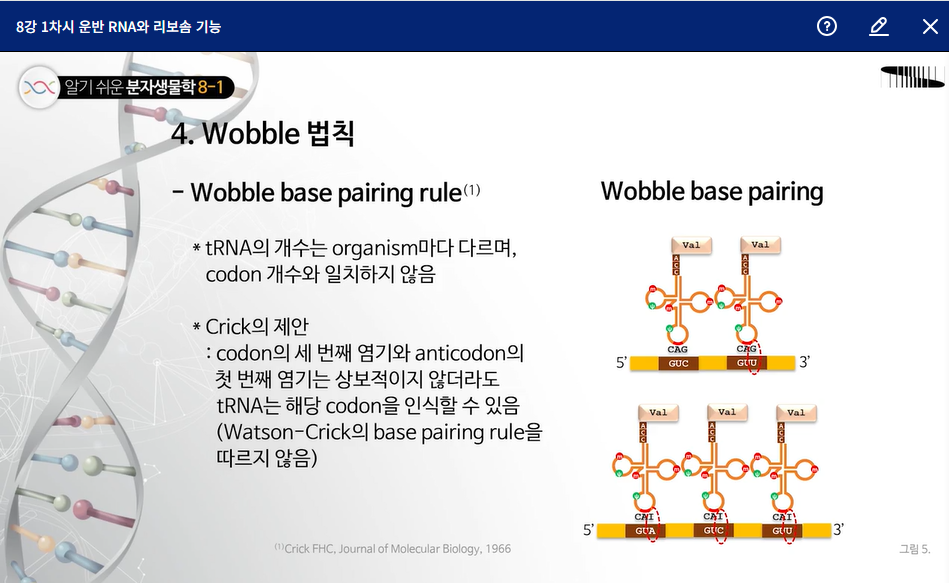 8강 1차시 운반 RNA와 리보솜 기능
알기 쉬운 분자생물학 8-1
4. Wobble 법칙
- Wobble base pairing rule(1)
* tRNA의 개수는 organism마다 다르며,
codon 개수와 일치하지 않음
* Crick의 제안
: codon의 세 번째 염기와 anticodon의
첫 번째 염기는 상보적이지 않더라도
tRNA는 해당 codon을 인식할 수 있음
(Watson-Crick의 base pairing rule을
따르지 않음)
(1)Crick FHC, Journal of Molecular Biology, 1966
Wobble base pairing
Val Val
A A
C C
C C
CAG CAG
5' GUC GUU 3'
Val Val Val
A A A
C C C
C C C
CAI CAI CAI
5' GUA GUC GUU 3'
그림 5.